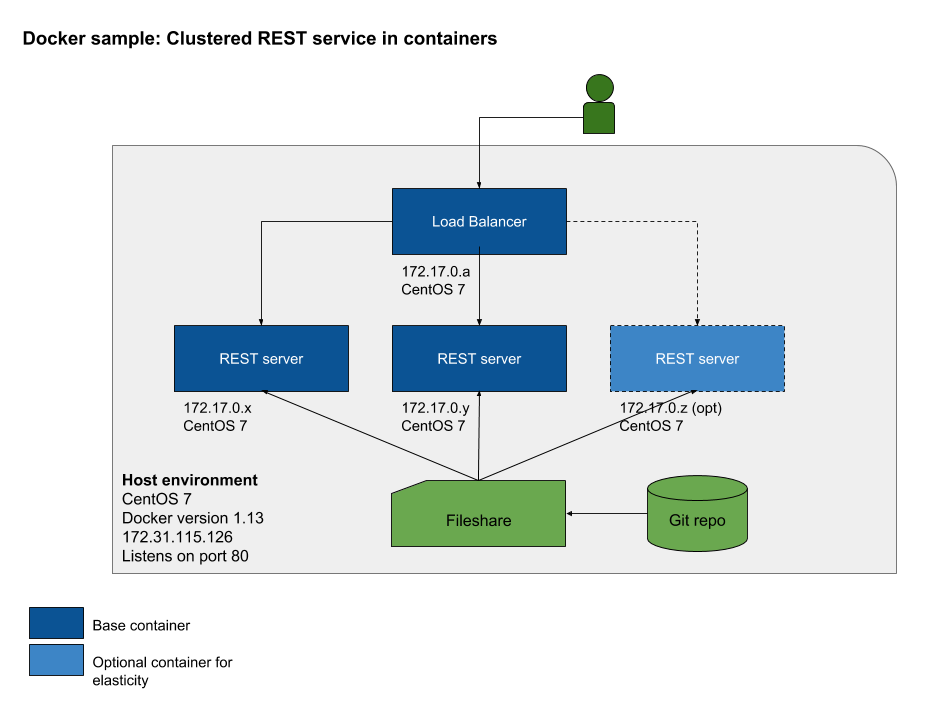 Docker sample: Clustered REST service in containers
Load Balancer
172.17.0.a
CentOS 7
REST server
REST server
REST server
172.17.0.x
CentOS 7
172.17.0.y
CentOS 7
172.17.0.z (opt)
CentOS 7
Host environment
CentOS 7
Docker version 1.13
172.31.115.126
Listens on port 80
Fileshare
Git repo
Base container
Optional container for
elasticity